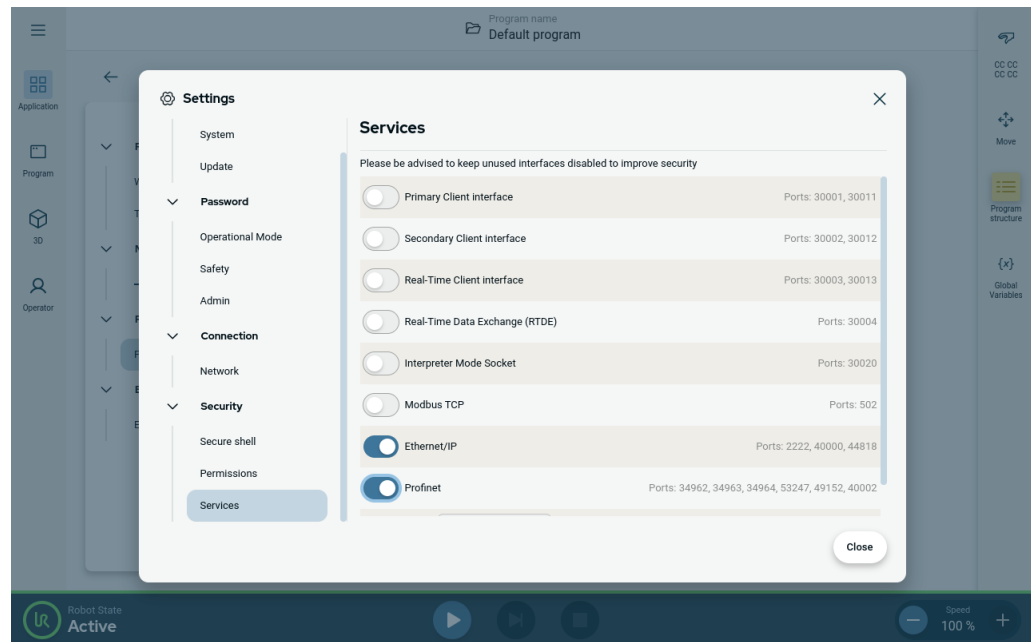 Program name
Default program
Application
Program
3D
Operator
Settings
System
Update
Password
Operational Mode
Safety
Admin
Connection
Network
Security
Secure shell
Permissions
Services
Services
Please be advised to keep unused interfaces disabled to improve security
Primary Client interface Ports: 30001, 30011
Secondary Client interface Ports: 30002, 30012
Real-Time Client interface Ports: 30003, 30013
Real-Time Data Exchange (RTDE) Ports: 30004
Interpreter Mode Socket Ports: 30020
Modbus TCP Ports: 502
Ethernet/IP Ports: 2222, 40000, 44818
Profinet Ports: 34962, 34963, 34964, 53247, 49152, 40002
Close
CC CC
CC CC
Move
Program
structure
{x}
Global
Variables
Robot State
Active
Speed
100 %